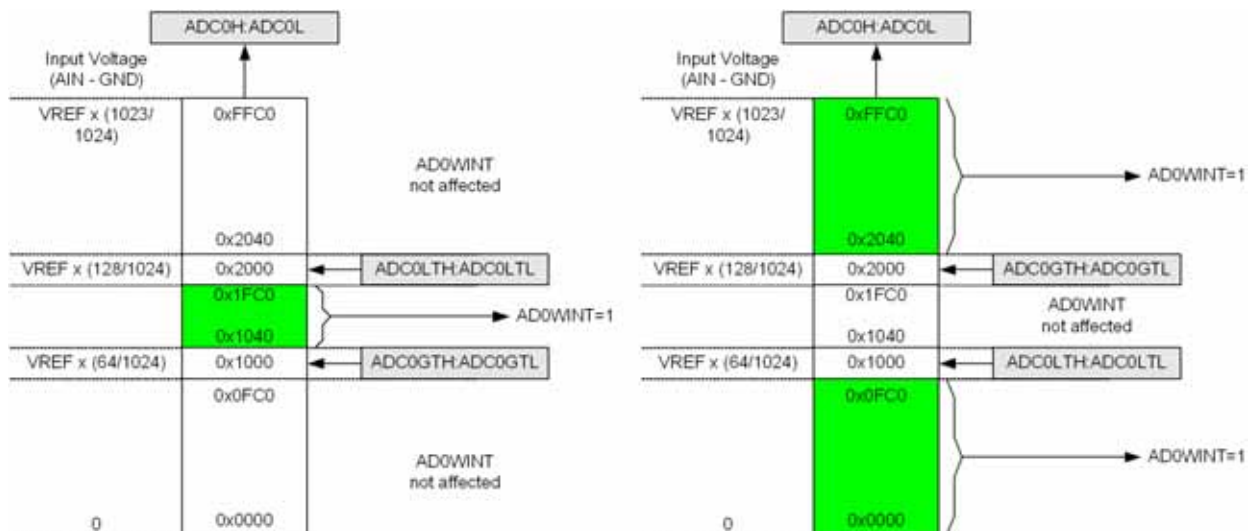 ADC0H:ADC0L
Input Voltage
(AIN - GND)
VREF x (1023/
1024)
0xFFC0
AD0WINT
not affected
0x2040
VREF x (128/1024)
0x2000
ADC0LTH:ADC0LTL
0x1FC0
AD0WINT=1
0x1040
VREF x (64/1024)
0x1000
ADC0GTH:ADC0GTL
0x0FC0
AD0WINT
not affected
0
0x0000
ADC0H:ADC0L
Input Voltage
(AIN - GND)
VREF x (1023/
1024)
0xFFC0
AD0WINT=1
0x2040
VREF x (128/1024)
0x2000
ADC0GTH:ADC0GTL
0x1FC0
AD0WINT
not affected
0x1040
VREF x (64/1024)
0x1000
ADC0LTH:ADC0LTL
0x0FC0
AD0WINT=1
0
0x0000